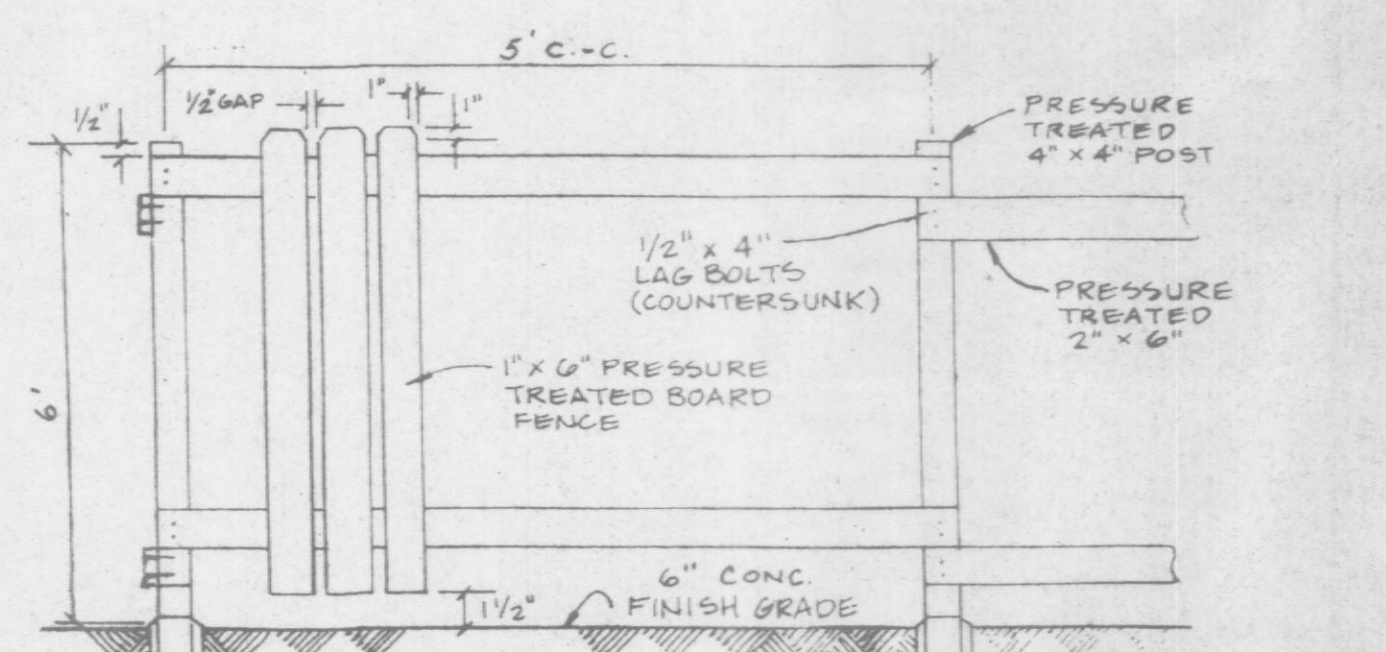 5' C.-C.
1/2"
1/2" GAP
1"
1"
PRESSURE
TREATED
4" x 4" POST
1/2" x 4"
LAG BOLTS
(COUNTERSUNK)
PRESSURE
TREATED
2" x 6"
6'
1" x 6" PRESSURE
TREATED BOARD
FENCE
1 1/2"
6" CONC.
FINISH GRADE